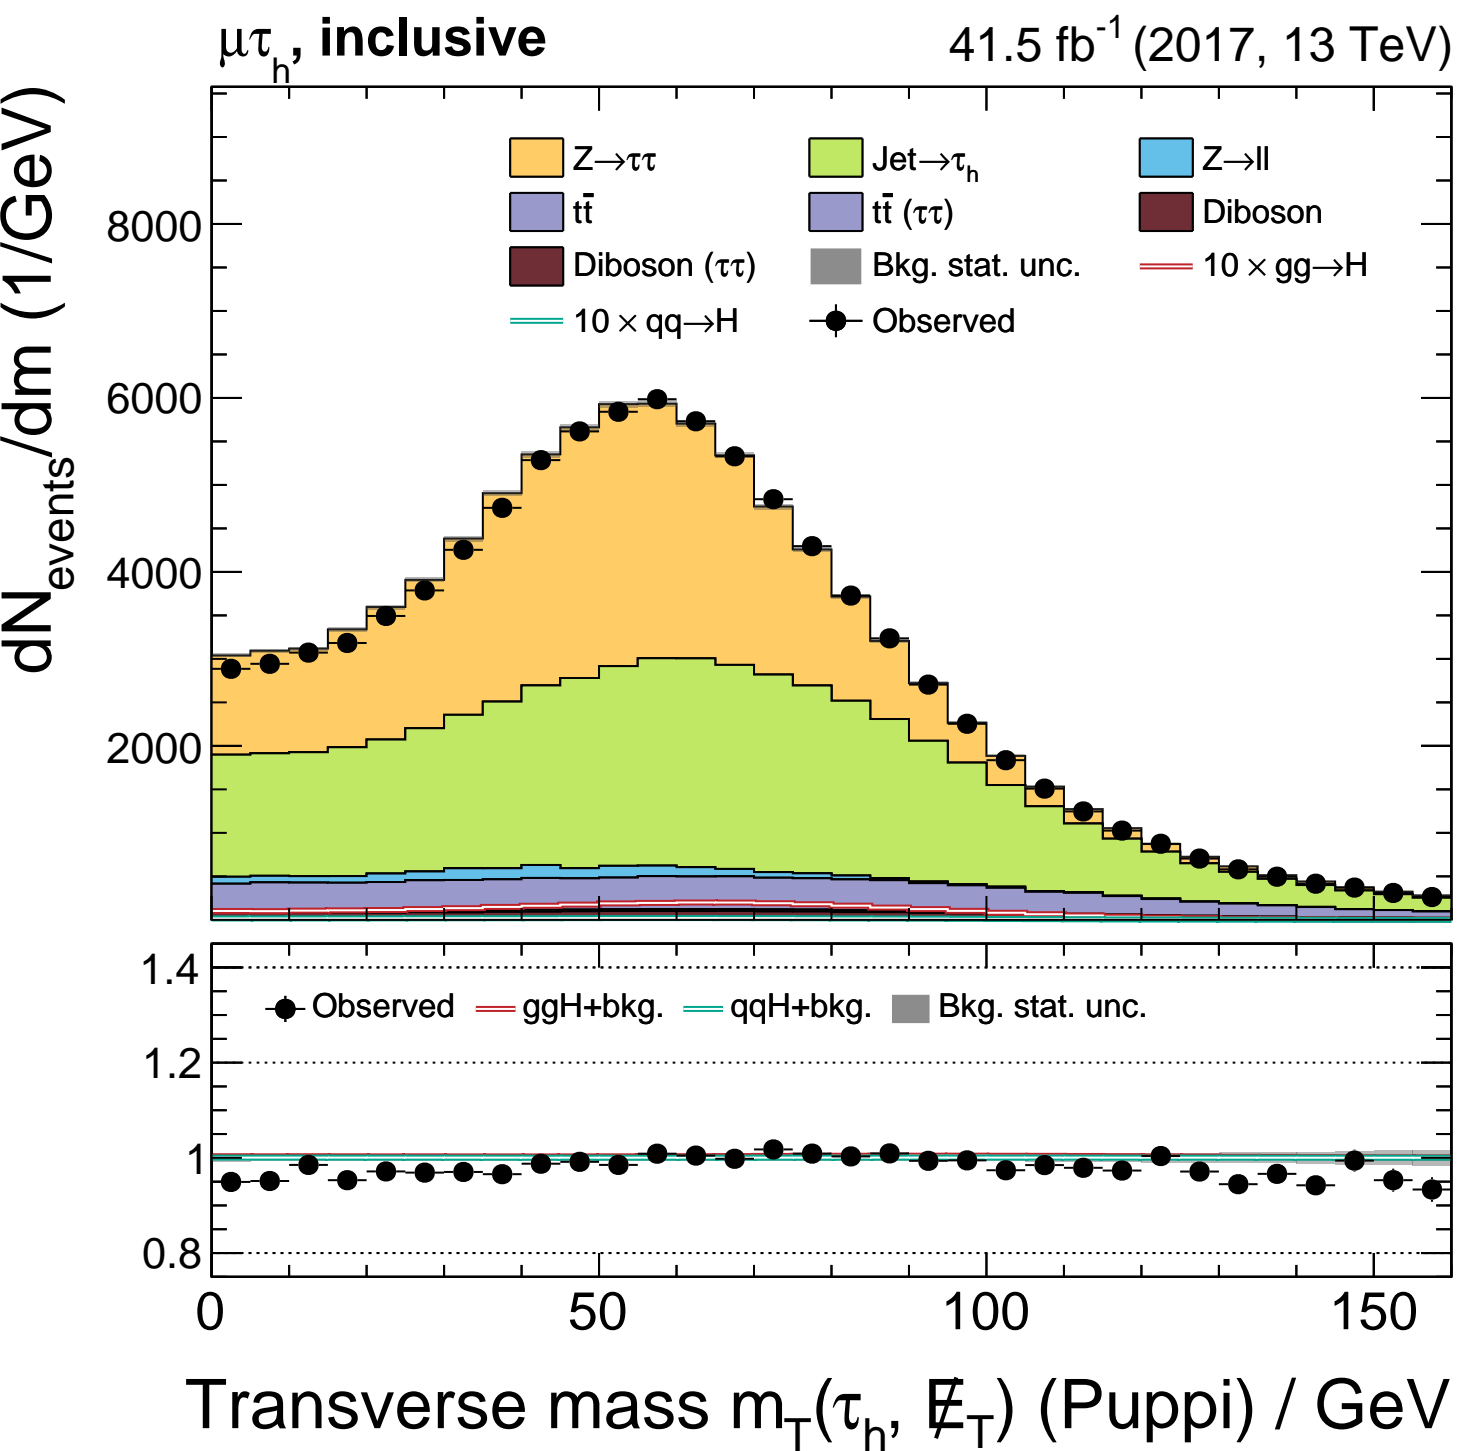 μτh, inclusive 41.5 fb-1 (2017, 13 TeV)
dNevents/dm (1/GeV)
Z→ττ Jet→τh Z→ll
tt̄ tt̄ (ττ) Diboson
Diboson (ττ) Bkg. stat. unc. 10 × gg→H
10 × qq→H Observed
8000
6000
4000
2000
1.4
Observed ggH+bkg. qqH+bkg. Bkg. stat. unc.
1.2
1
0.8
0 50 100 150
Transverse mass mT(τh, E̸T) (Puppi) / GeV